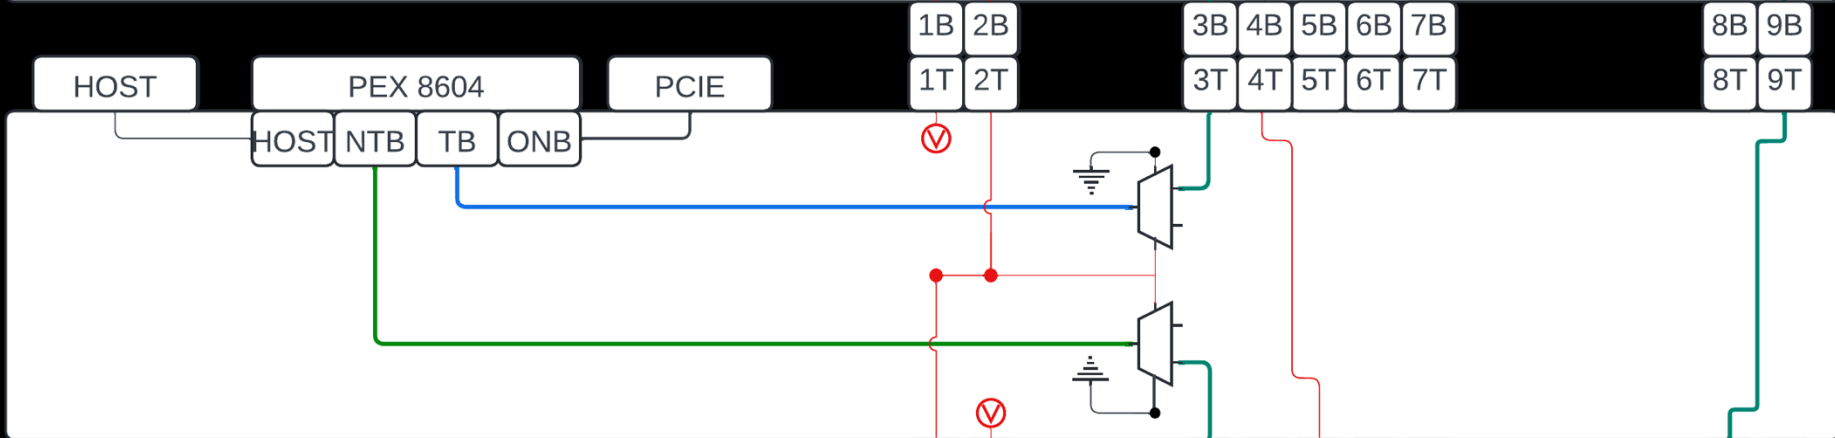 1B 2B 3B 4B 5B 6B 7B 8B 9B
HOST PEX 8604 PCIE 1T 2T 3T 4T 5T 6T 7T 8T 9T
HOST NTB TB ONB V
V